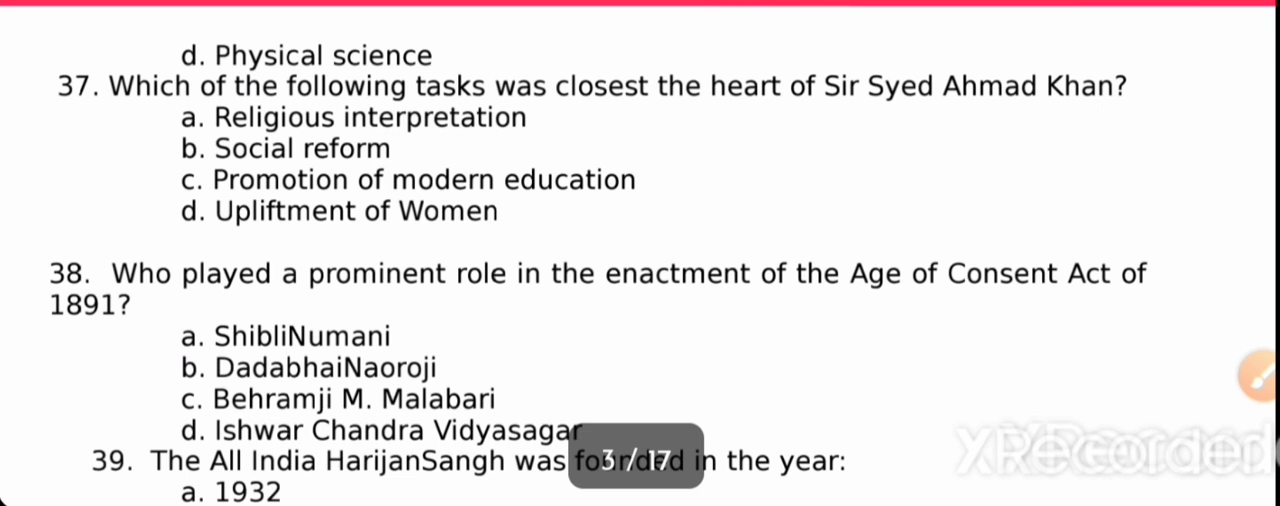 d. Physical science
37. Which of the following tasks was closest the heart of Sir Syed Ahmad Khan?
a. Religious interpretation
b. Social reform
c. Promotion of modern education
d. Upliftment of Women
38. Who played a prominent role in the enactment of the Age of Consent Act of
1891?
a. ShibliNumani
b. DadabhaiNaoroji
c. Behramji M. Malabari
d. Ishwar Chandra Vidyasagar
39. The All India HarijanSangh was founded in the year:
3 / 17
XRecorded
a. 1932